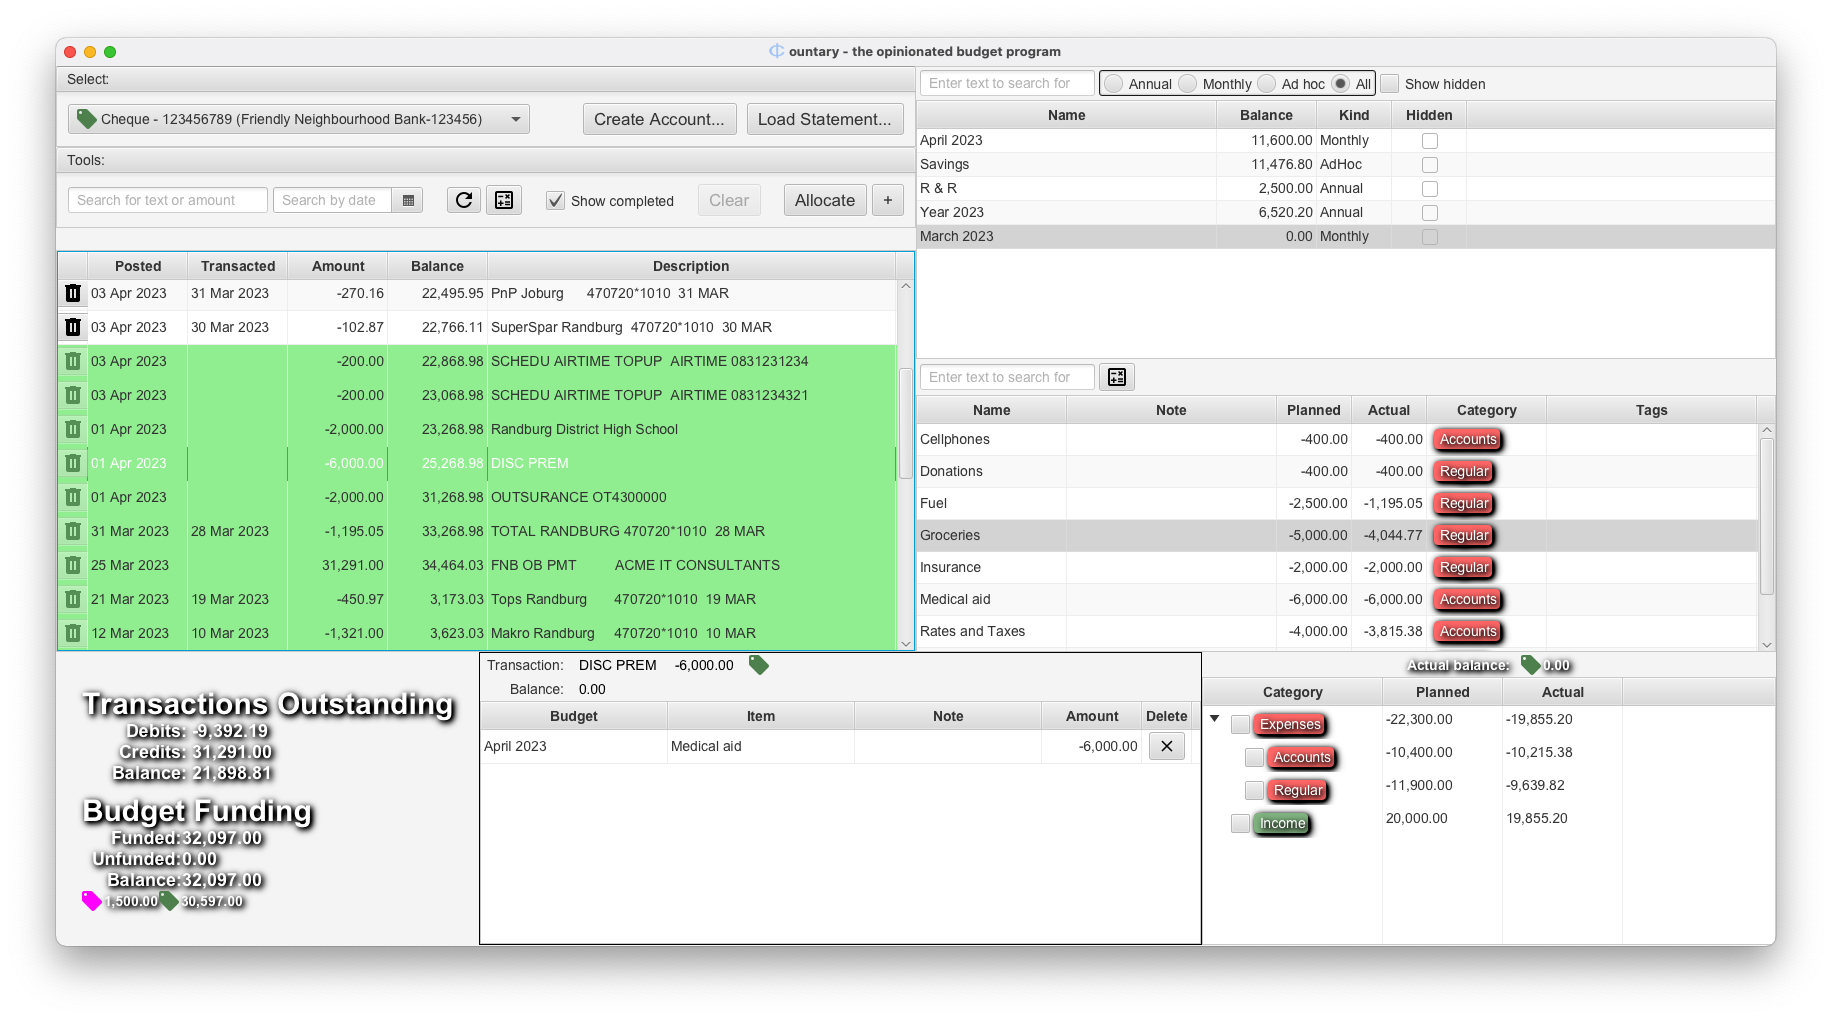 ountary - the opinionated budget program
Select:
Cheque - 123456789 (Friendly Neighbourhood Bank-123456)
Create Account...
Load Statement...
Tools:
Search for text or amount
Search by date
Show completed
Clear
Allocate
+
Posted Transacted Amount Balance Description
03 Apr 2023 31 Mar 2023 -270.16 22,495.95 PnP Joburg 470720*1010 31 MAR
03 Apr 2023 30 Mar 2023 -102.87 22,766.11 SuperSpar Randburg 470720*1010 30 MAR
03 Apr 2023 -200.00 22,868.98 SCHEDU AIRTIME TOPUP AIRTIME 0831231234
03 Apr 2023 -200.00 23,068.98 SCHEDU AIRTIME TOPUP AIRTIME 0831234321
01 Apr 2023 -2,000.00 23,268.98 Randburg District High School
01 Apr 2023 -6,000.00 25,268.98 DISC PREM
01 Apr 2023 -2,000.00 31,268.98 OUTSURANCE OT4300000
31 Mar 2023 28 Mar 2023 -1,195.05 33,268.98 TOTAL RANDBURG 470720*1010 28 MAR
25 Mar 2023 31,291.00 34,464.03 FNB OB PMT ACME IT CONSULTANTS
21 Mar 2023 19 Mar 2023 -450.97 3,173.03 Tops Randburg 470720*1010 19 MAR
12 Mar 2023 10 Mar 2023 -1,321.00 3,623.03 Makro Randburg 470720*1010 10 MAR
Enter text to search for
Annual Monthly Ad hoc All
Show hidden
Name Balance Kind Hidden
April 2023 11,600.00 Monthly
Savings 11,476.80 AdHoc
R & R 2,500.00 Annual
Year 2023 6,520.20 Annual
March 2023 0.00 Monthly
Enter text to search for
Name Note Planned Actual Category Tags
Cellphones -400.00 -400.00 Accounts
Donations -400.00 -400.00 Regular
Fuel -2,500.00 -1,195.05 Regular
Groceries -5,000.00 -4,044.77 Regular
Insurance -2,000.00 -2,000.00 Regular
Medical aid -6,000.00 -6,000.00 Accounts
Rates and Taxes -4,000.00 -3,815.38 Accounts
Transactions Outstanding
Debits: -9,392.19
Credits: 31,291.00
Balance: 21,898.81
Budget Funding
Funded:32,097.00
Unfunded:0.00
Balance:32,097.00
1,500.00 30,597.00
Transaction: DISC PREM -6,000.00
Balance: 0.00
Budget Item Note Amount Delete
April 2023 Medical aid -6,000.00
Actual balance: 0.00
Category Planned Actual
Expenses -22,300.00 -19,855.20
Accounts -10,400.00 -10,215.38
Regular -11,900.00 -9,639.82
Income 20,000.00 19,855.20